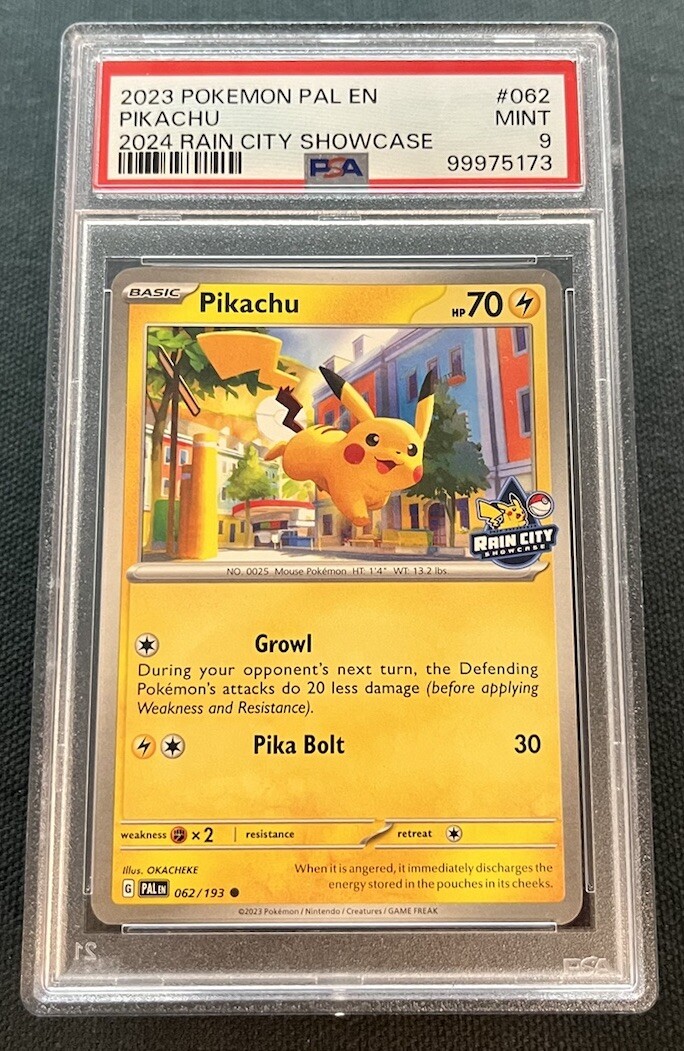 2023 POKEMON PAL EN #062
PIKACHU MINT
2024 RAIN CITY SHOWCASE 9
PSA 99975173
BASIC Pikachu HP 70
RAIN CITY
SHOWCASE
NO. 0025 Mouse Pokémon HT: 1'4" WT: 13.2 lbs
Growl
During your opponent's next turn, the Defending
Pokémon's attacks do 20 less damage (before applying
Weakness and Resistance).
Pika Bolt 30
weakness ×2 resistance retreat
Illus. OKACHEKE
When it is angered, it immediately discharges the
energy stored in the pouches in its cheeks.
G PAL EN 062/193
©2023 Pokémon / Nintendo / Creatures / GAME FREAK
21 PSA